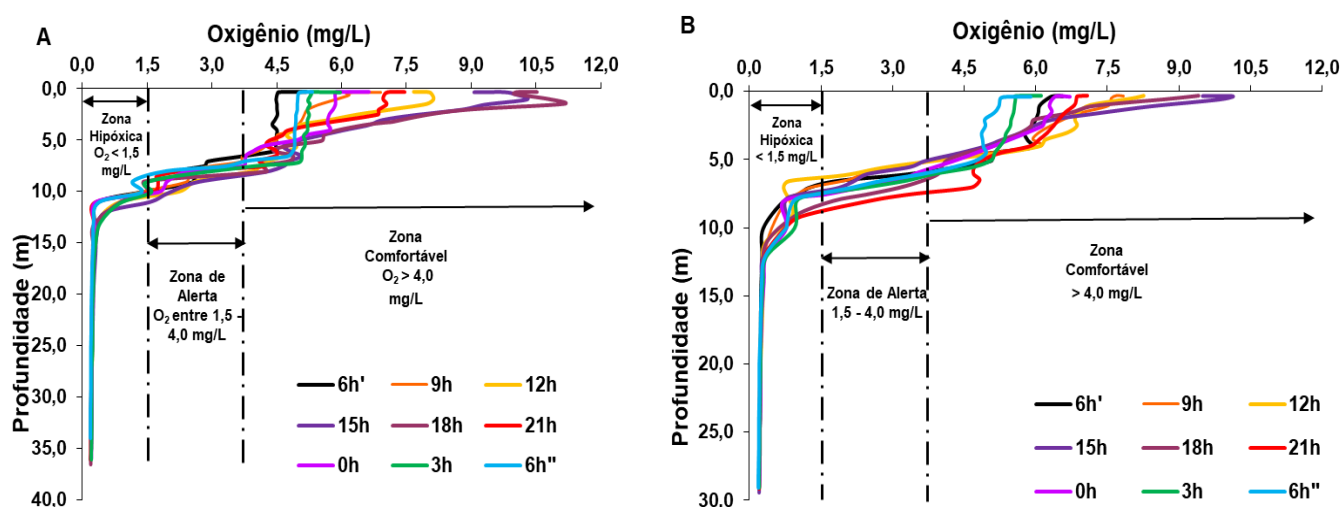 A
Oxigênio (mg/L)
0,0 1,5 3,0 4,5 6,0 7,5 9,0 10,5 12,0
0,0
5,0
10,0
15,0
20,0
25,0
30,0
35,0
40,0
Profundidade (m)
Zona
Hipóxica
O₂ < 1,5
mg/L
Zona de
Alerta
O₂ entre 1,5 -
4,0 mg/L
Zona
Comfortável
O₂ > 4,0
mg/L
6h' 9h 12h
15h 18h 21h
0h 3h 6h"
B
Oxigênio (mg/L)
0,0 1,5 3,0 4,5 6,0 7,5 9,0 10,5 12,0
0,0
5,0
10,0
15,0
20,0
25,0
30,0
Profundidade (m)
Zona
Hipóxica
< 1,5 mg/L
Zona de Alerta
1,5 - 4,0 mg/L
Zona
Comfortável
> 4,0 mg/L
6h' 9h 12h
15h 18h 21h
0h 3h 6h"